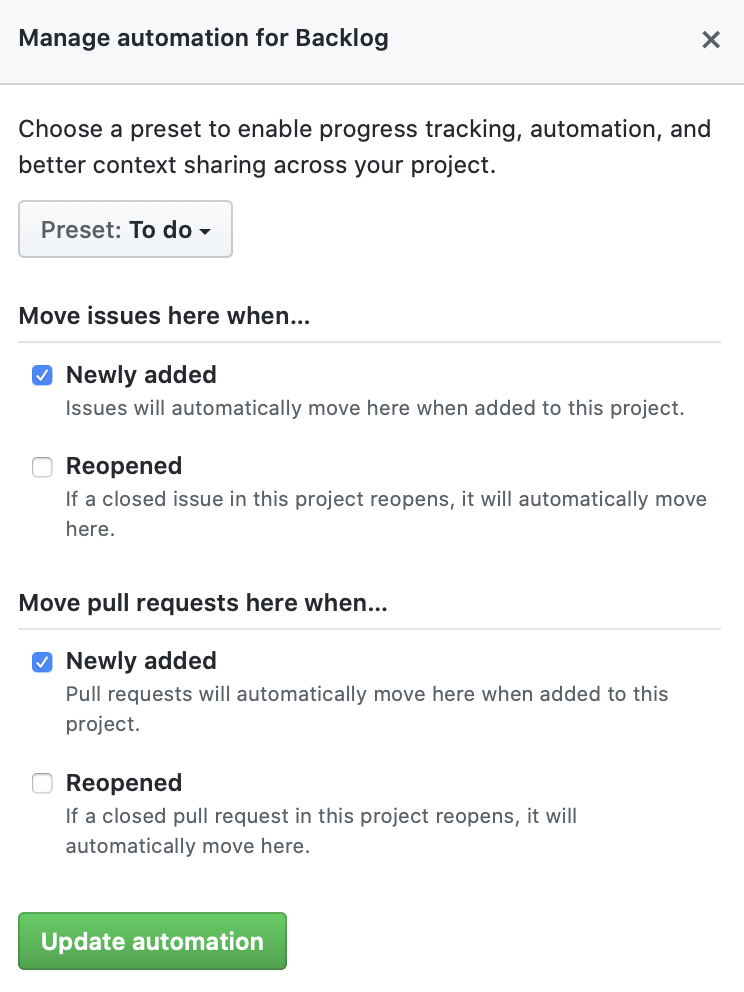 Manage automation for Backlog
Choose a preset to enable progress tracking, automation, and
better context sharing across your project.
Preset: To do
Move issues here when...
Newly added
Issues will automatically move here when added to this project.
Reopened
If a closed issue in this project reopens, it will automatically move
here.
Move pull requests here when...
Newly added
Pull requests will automatically move here when added to this
project.
Reopened
If a closed pull request in this project reopens, it will
automatically move here.
Update automation